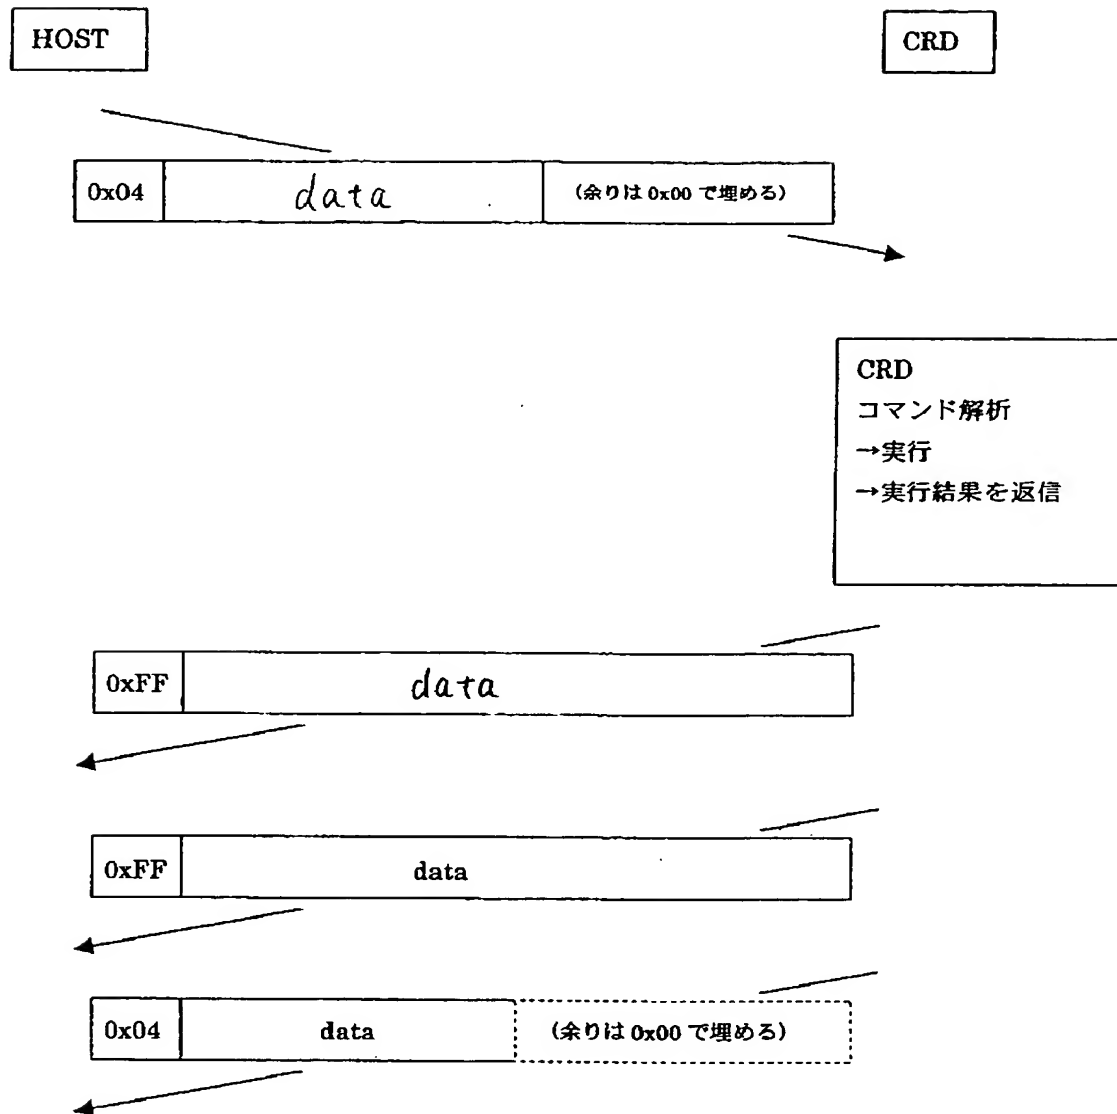 HOST
CRD
0x04 data (余りは 0x00 で埋める)
CRD
コマンド解析
→実行
→実行結果を返信
0xFF data
0xFF data
0x04 data (余りは 0x00 で埋める)